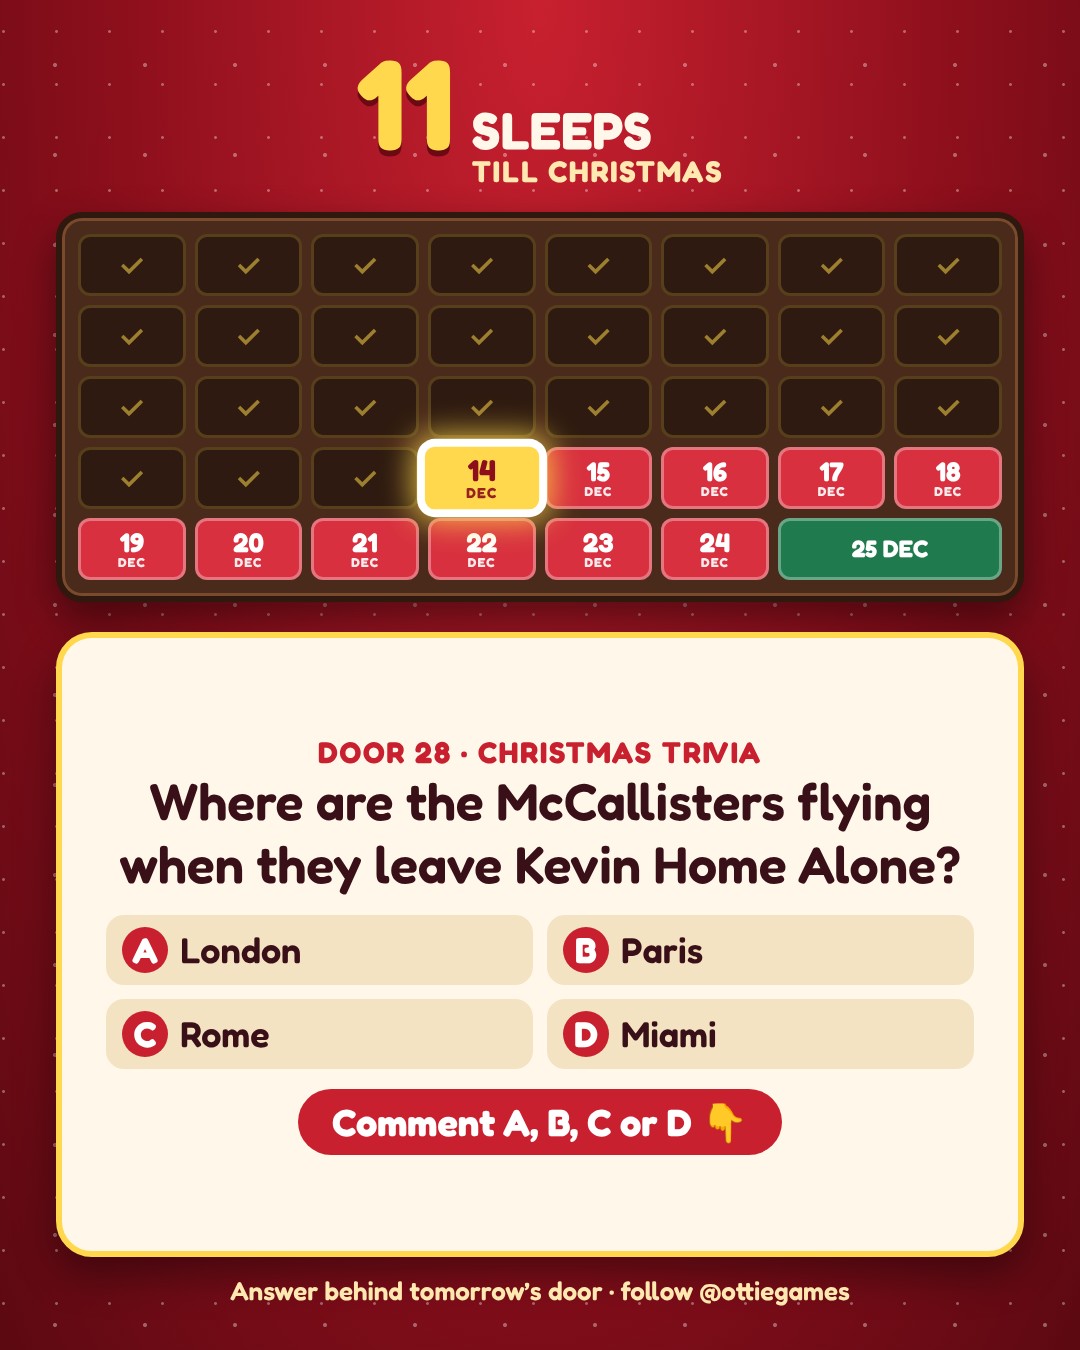 11
SLEEPS
TILL CHRISTMAS
14 DEC
15 DEC
16 DEC
17 DEC
18 DEC
19 DEC
20 DEC
21 DEC
22 DEC
23 DEC
24 DEC
25 DEC
DOOR 28 · CHRISTMAS TRIVIA
Where are the McCallisters flying
when they leave Kevin Home Alone?
A London
B Paris
C Rome
D Miami
Comment A, B, C or D 👇
Answer behind tomorrow’s door · follow @ottiegames